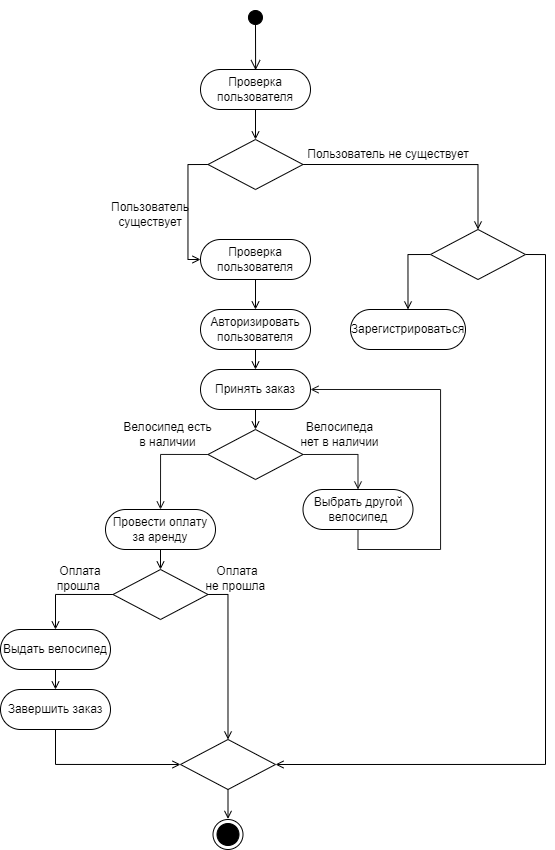 Проверка
пользователя
Пользователь не существует
Пользователь
существует
Проверка
пользователя
Авторизировать
пользователя
Зарегистрироваться
Принять заказ
Велосипед есть
в наличии
Велосипеда
нет в наличии
Выбрать другой
велосипед
Провести оплату
за аренду
Оплата
прошла
Оплата
не прошла
Выдать велосипед
Завершить заказ